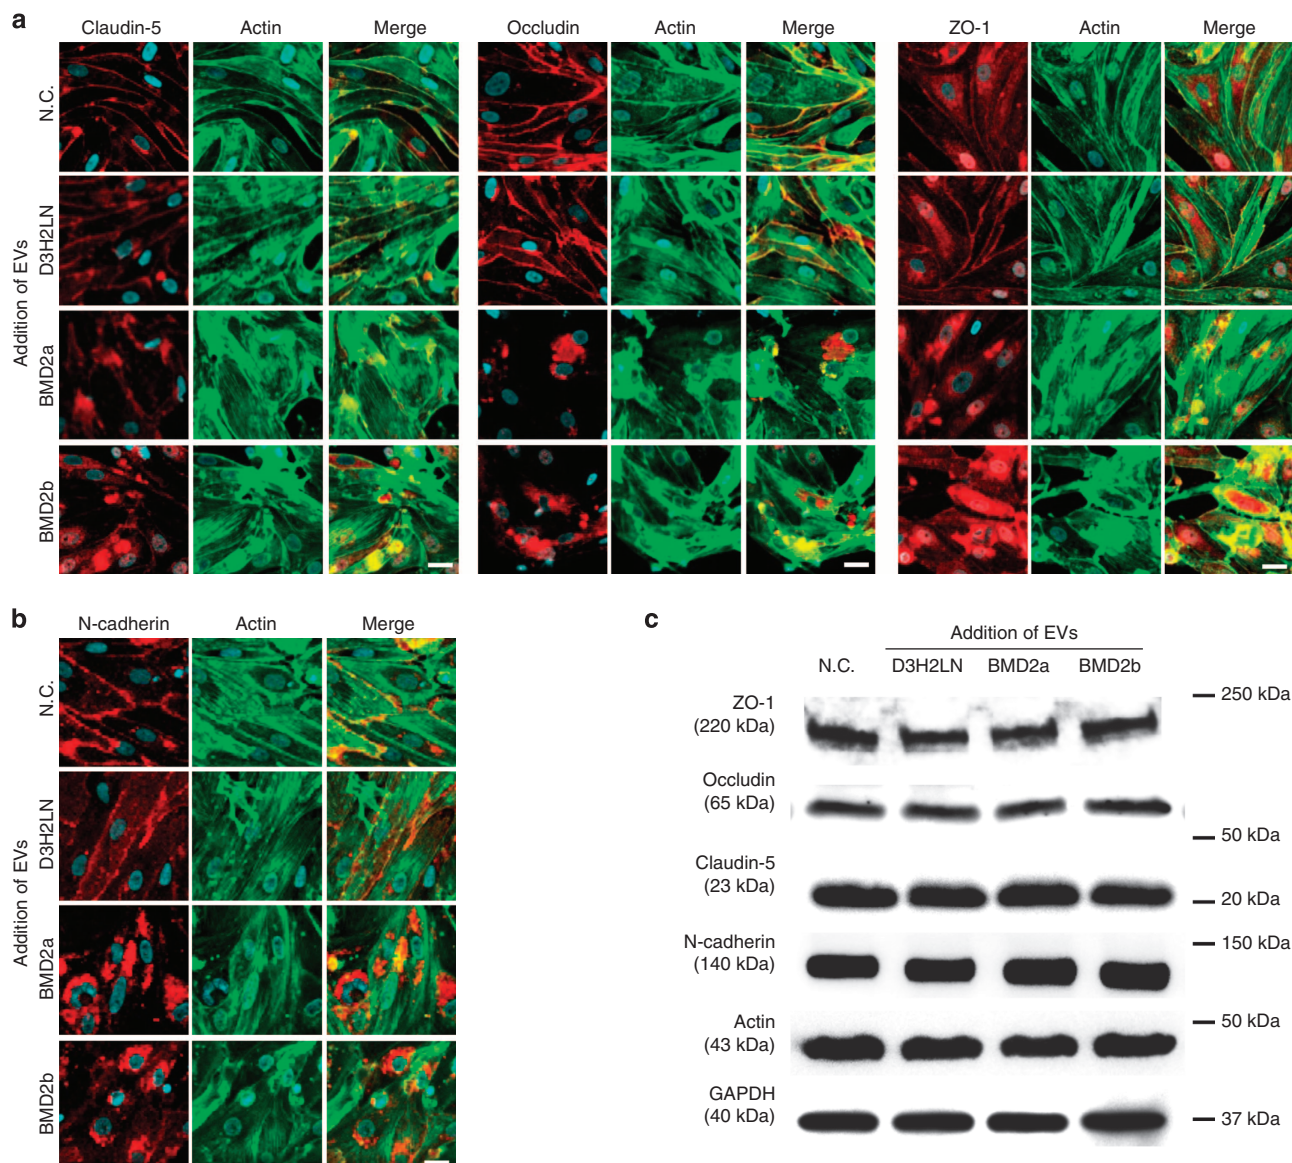 a
Claudin-5 Actin Merge Occludin Actin Merge ZO-1 Actin Merge
N.C.
Addition of EVs
D3H2LN
BMD2a
BMD2b
b
N-cadherin Actin Merge
N.C.
Addition of EVs
D3H2LN
BMD2a
BMD2b
c
Addition of EVs
N.C. D3H2LN BMD2a BMD2b
ZO-1
(220 kDa)
250 kDa
Occludin
(65 kDa)
50 kDa
Claudin-5
(23 kDa)
20 kDa
N-cadherin
(140 kDa)
150 kDa
Actin
(43 kDa)
50 kDa
GAPDH
(40 kDa)
37 kDa